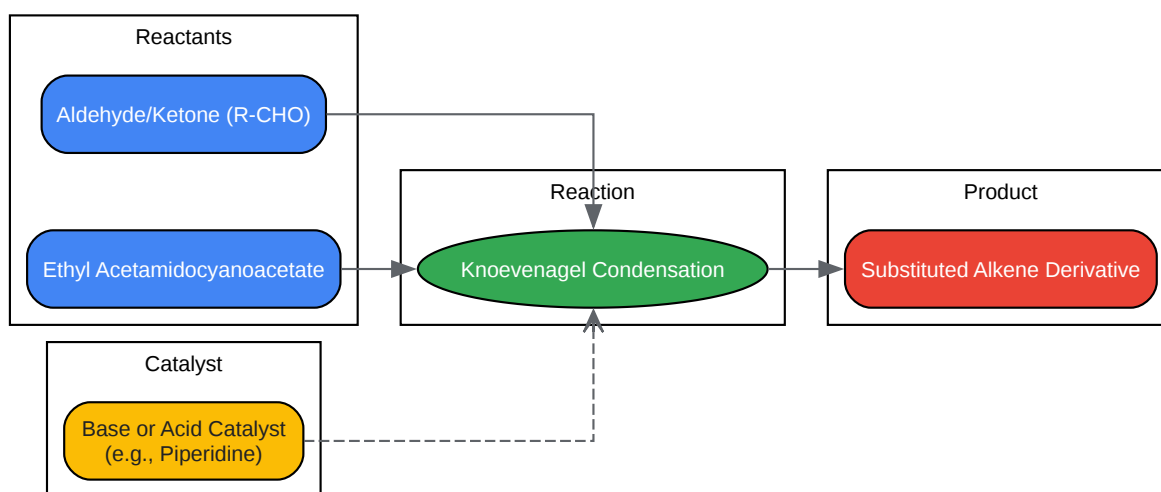 Reactants
Aldehyde/Ketone (R-CHO)
Ethyl Acetamidocyanoacetate
Reaction
Knoevenagel Condensation
Product
Substituted Alkene Derivative
Catalyst
Base or Acid Catalyst
(e.g., Piperidine)